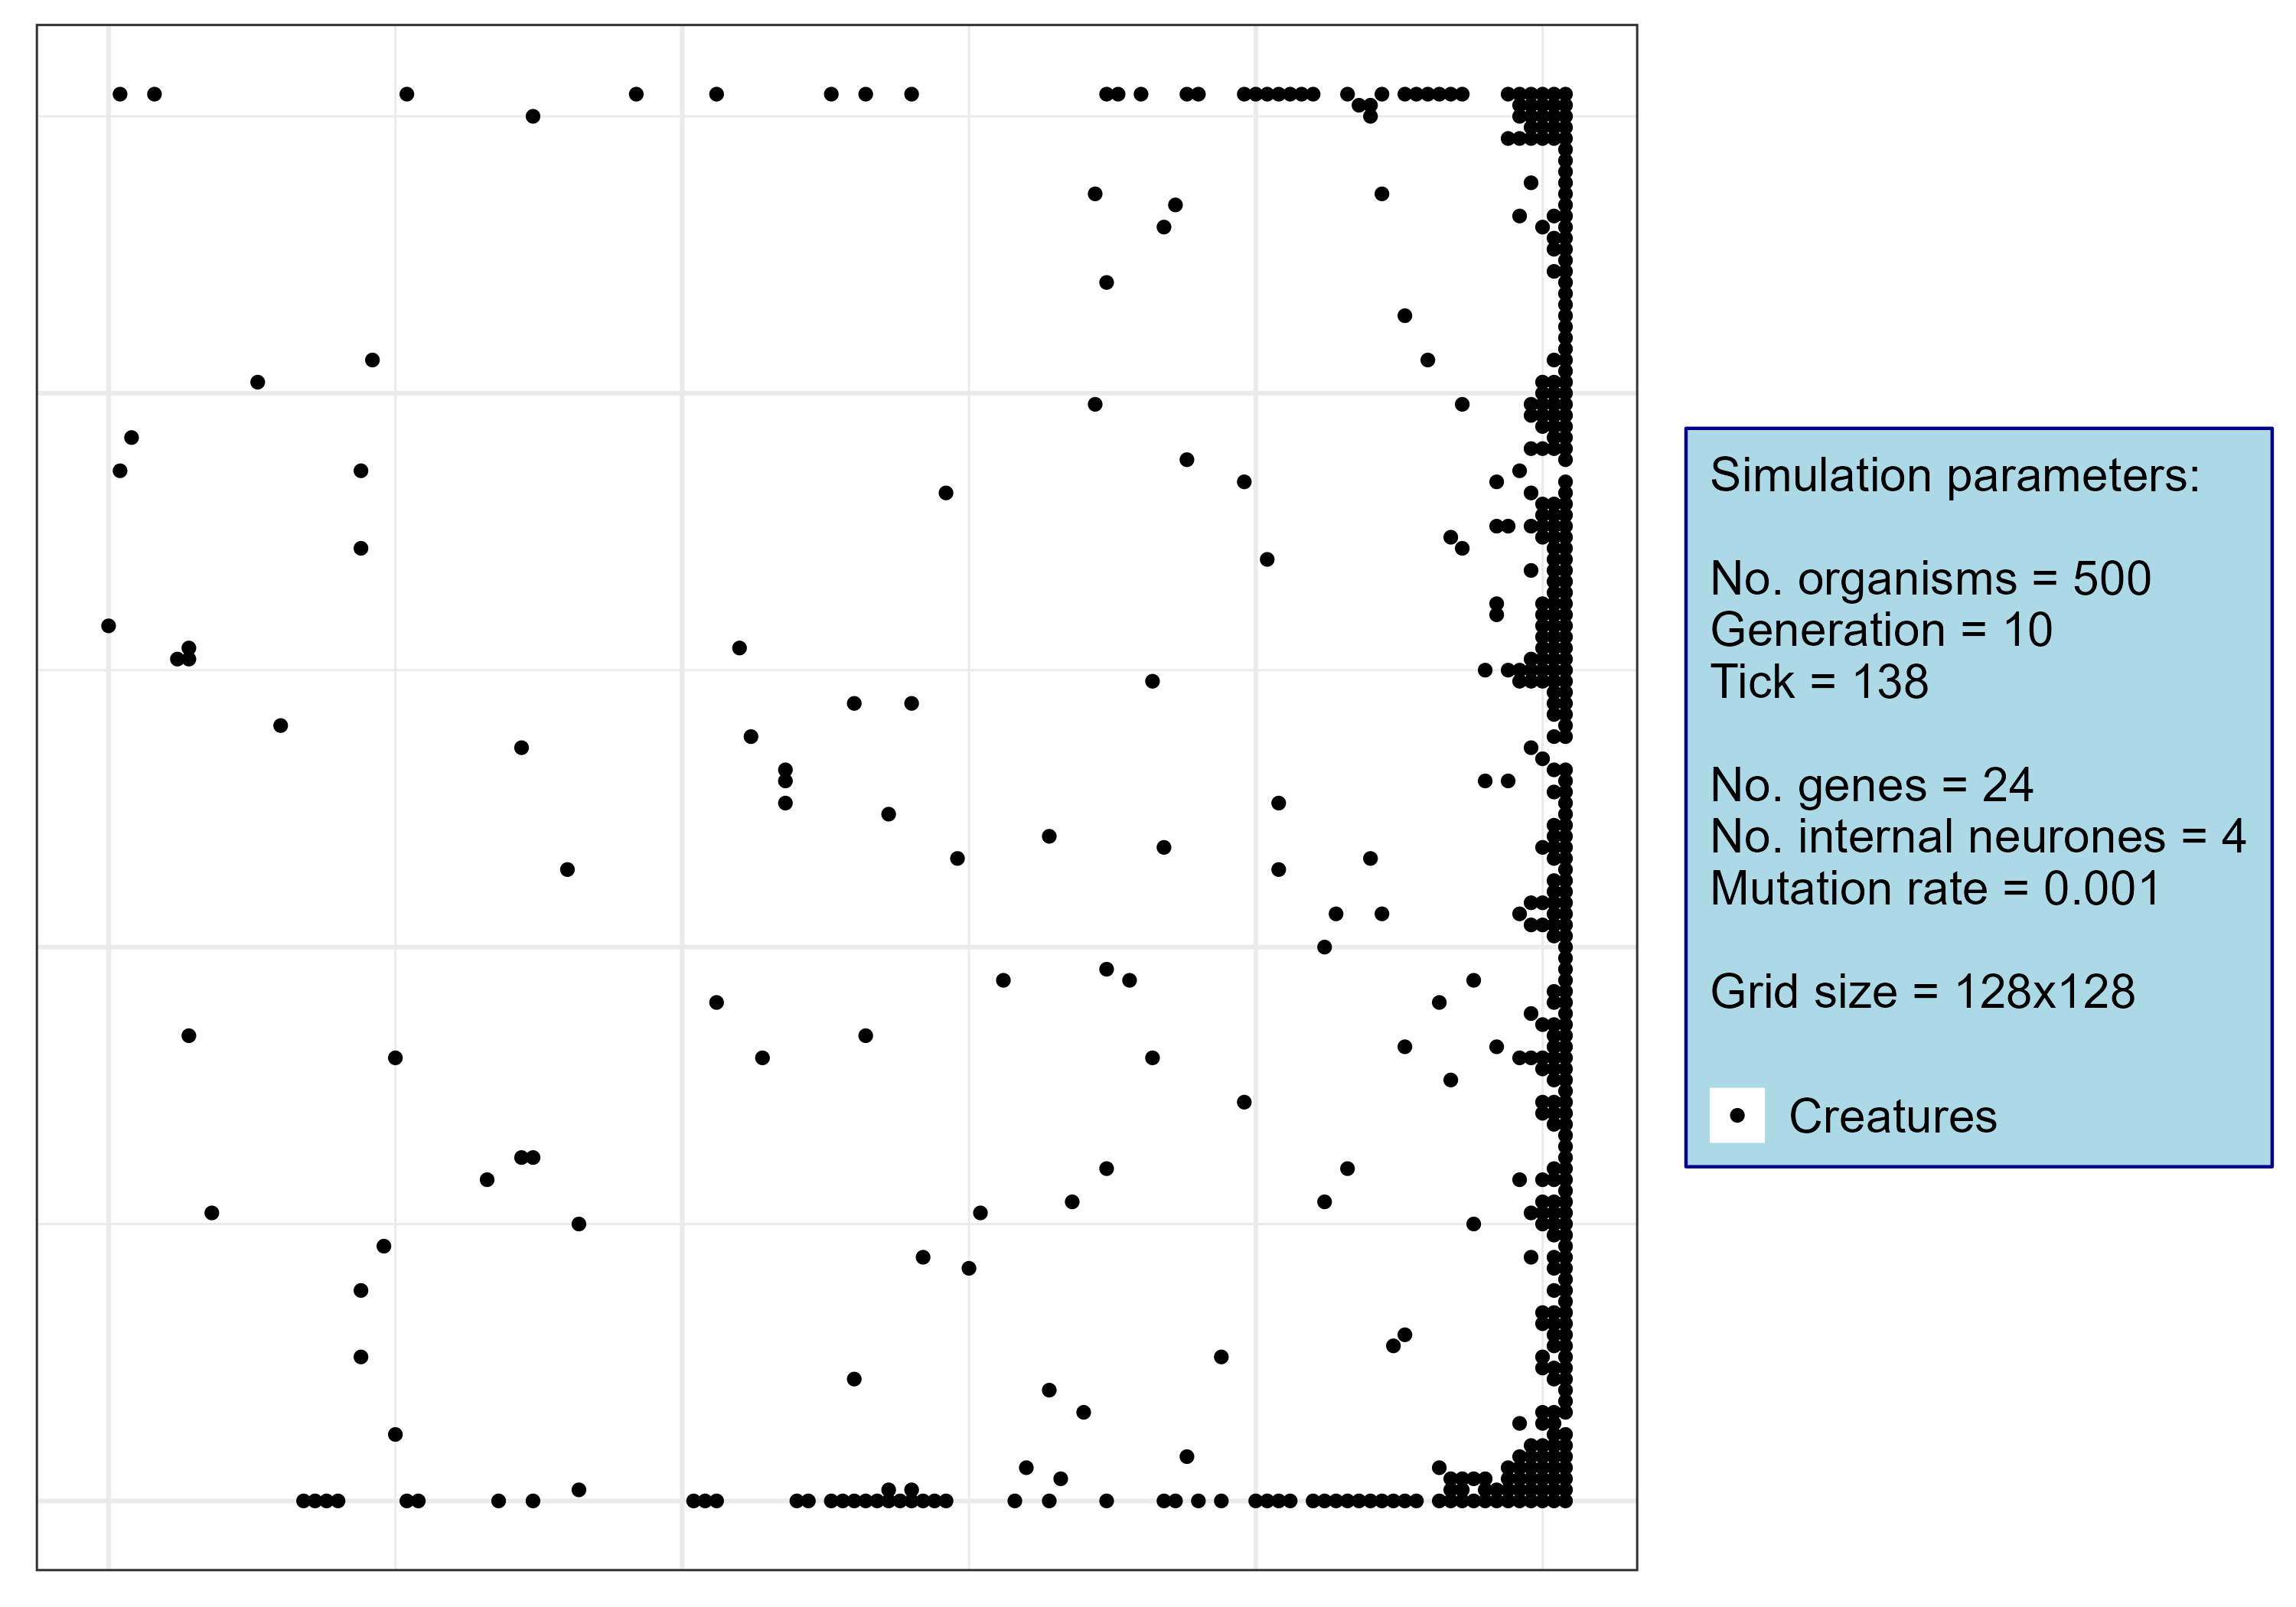 Simulation parameters:
No. organisms = 500
Generation = 10
Tick = 138
No. genes = 24
No. internal neurones = 4
Mutation rate = 0.001
Grid size = 128x128
Creatures